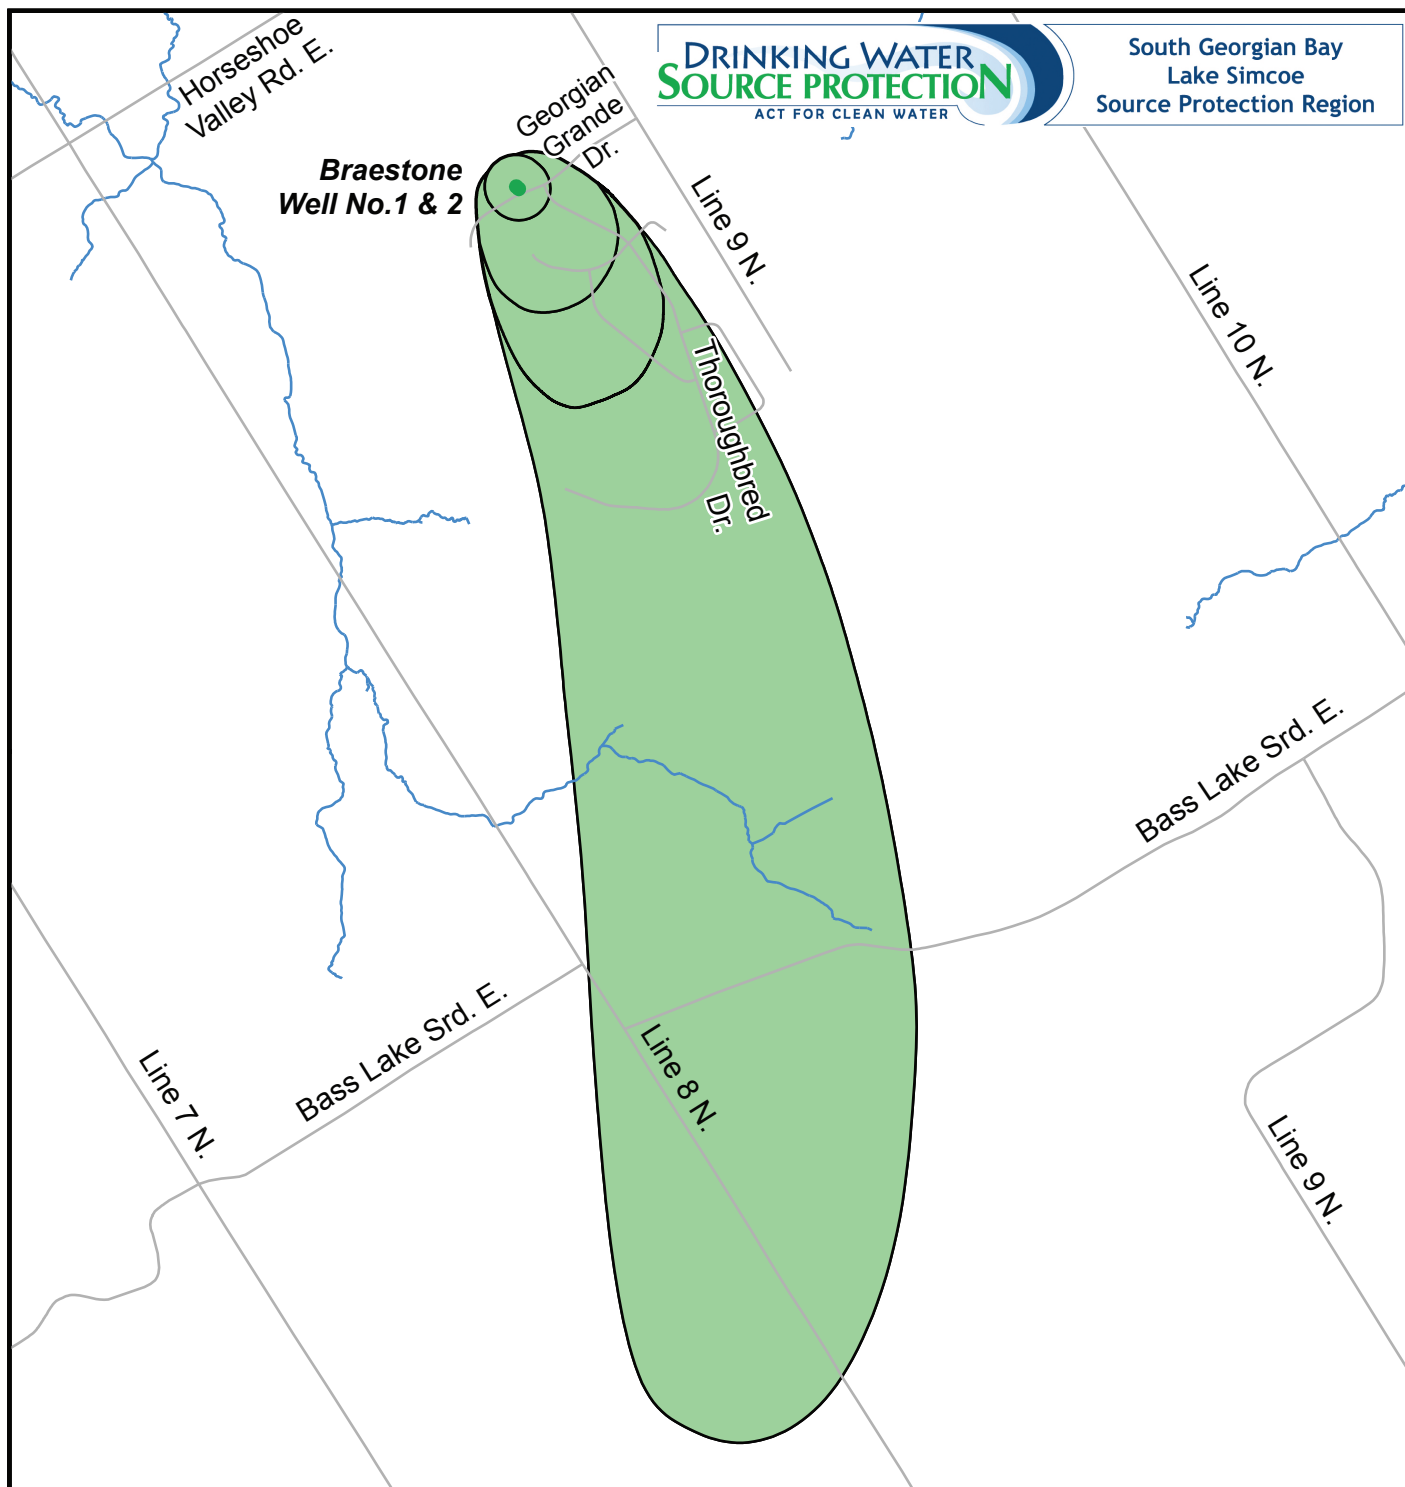 Horseshoe
Valley Rd. E.
DRINKING WATER
SOURCE PROTECTION
ACT FOR CLEAN WATER
South Georgian Bay
Lake Simcoe
Source Protection Region
Georgian
Grande
Dr.
Braestone
Well No.1 & 2
Line 9 N.
Line 10 N.
Thoroughbred
Dr.
Bass Lake Srd. E.
Bass Lake Srd. E.
Line 7 N.
Line 8 N.
Line 9 N.